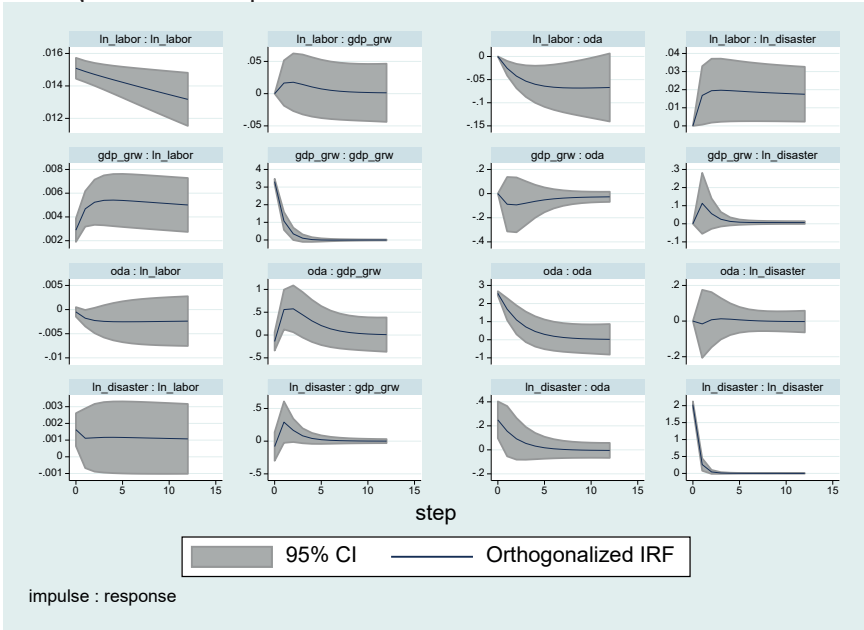 ln_labor : ln_labor
.016
.014
.012
ln_labor : gdp_grw
.05
0
-.05
ln_labor : oda
0
-.05
-.1
-.15
ln_labor : ln_disaster
.04
.03
.02
.01
0
gdp_grw : ln_labor
.008
.006
.004
.002
gdp_grw : gdp_grw
4
3
2
1
0
gdp_grw : oda
.2
0
-.2
-.4
gdp_grw : ln_disaster
.3
.2
.1
0
-.1
oda : ln_labor
.005
0
-.005
-.01
oda : gdp_grw
1
.5
0
-.5
oda : oda
3
2
1
0
-1
oda : ln_disaster
.2
0
-.2
ln_disaster : ln_labor
.003
.002
.001
0
-.001
0 5 10 15
ln_disaster : gdp_grw
.5
0
-.5
0 5 10 15
ln_disaster : oda
.4
.2
0
-.2
0 5 10 15
ln_disaster : ln_disaster
2
1.5
1
.5
0
0 5 10 15
step
95% CI Orthogonalized IRF
impulse : response